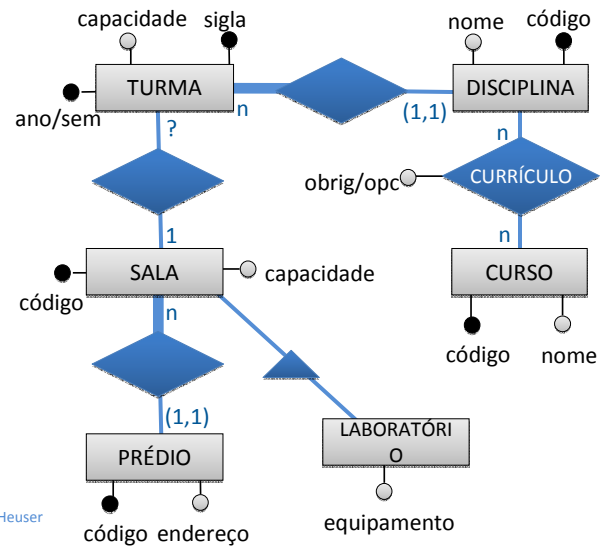 capacidade sigla
nome código
TURMA
DISCIPLINA
n
(1,1)
ano/sem
?
n
obrig/opc
CURRÍCULO
1
n
SALA
capacidade
CURSO
código
n
código nome
(1,1)
LABORATÓRI
O
PRÉDIO
Heuser
código endereço
equipamento